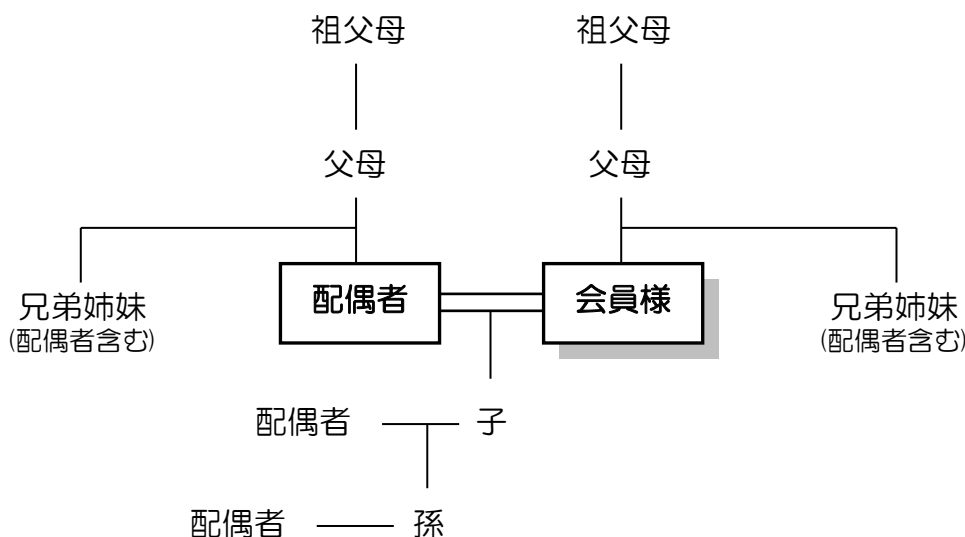 祖父母
祖父母
父母
父母
配偶者
会員様
兄弟姉妹
(配偶者含む)
兄弟姉妹
(配偶者含む)
配偶者
子
配偶者
孫